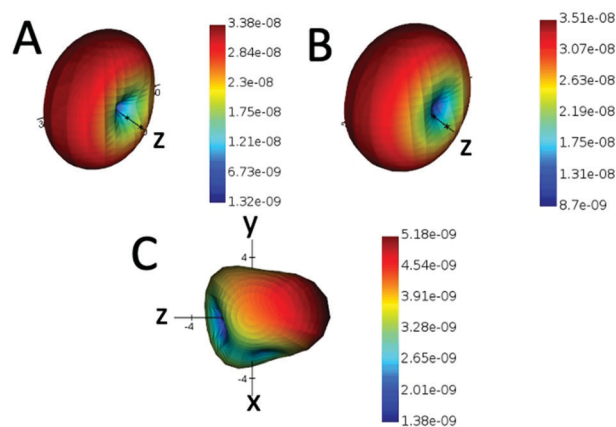 A
3.38e-08
2.84e-08
2.3e-08
1.75e-08
1.21e-08
6.73e-09
1.32e-09
Z
B
3.51e-08
3.07e-08
2.63e-08
2.18e-08
1.75e-08
1.31e-08
8.7e-09
Z
C
y
4
Z
-4
-4
x
5.18e-09
4.54e-09
3.91e-09
3.28e-09
2.65e-09
2.01e-09
1.38e-09